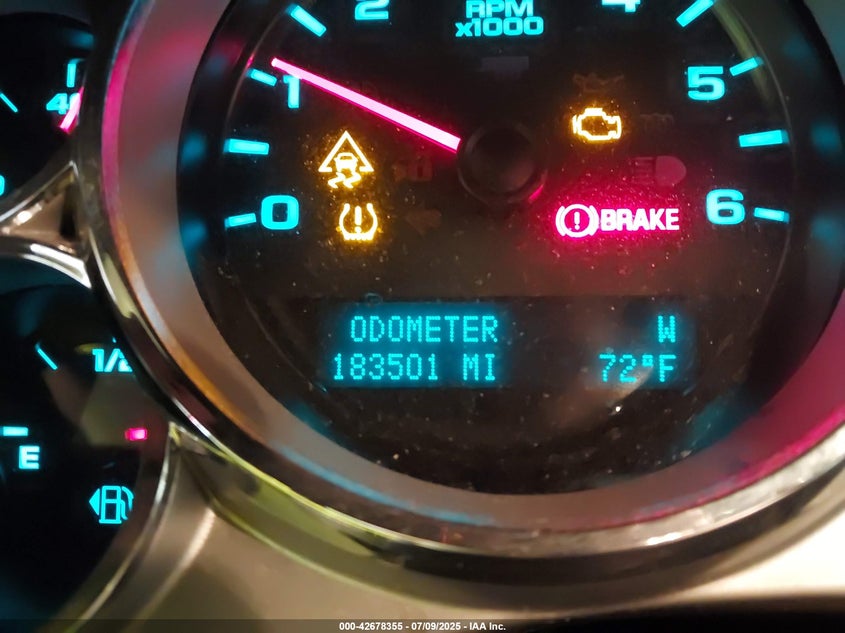 2
RPM
x1000
4
1
5
0
BRAKE
6
ODOMETER W
183501 MI 72°F
1/2
E
000-42678355 - 07/09/2025 - IAA Inc.